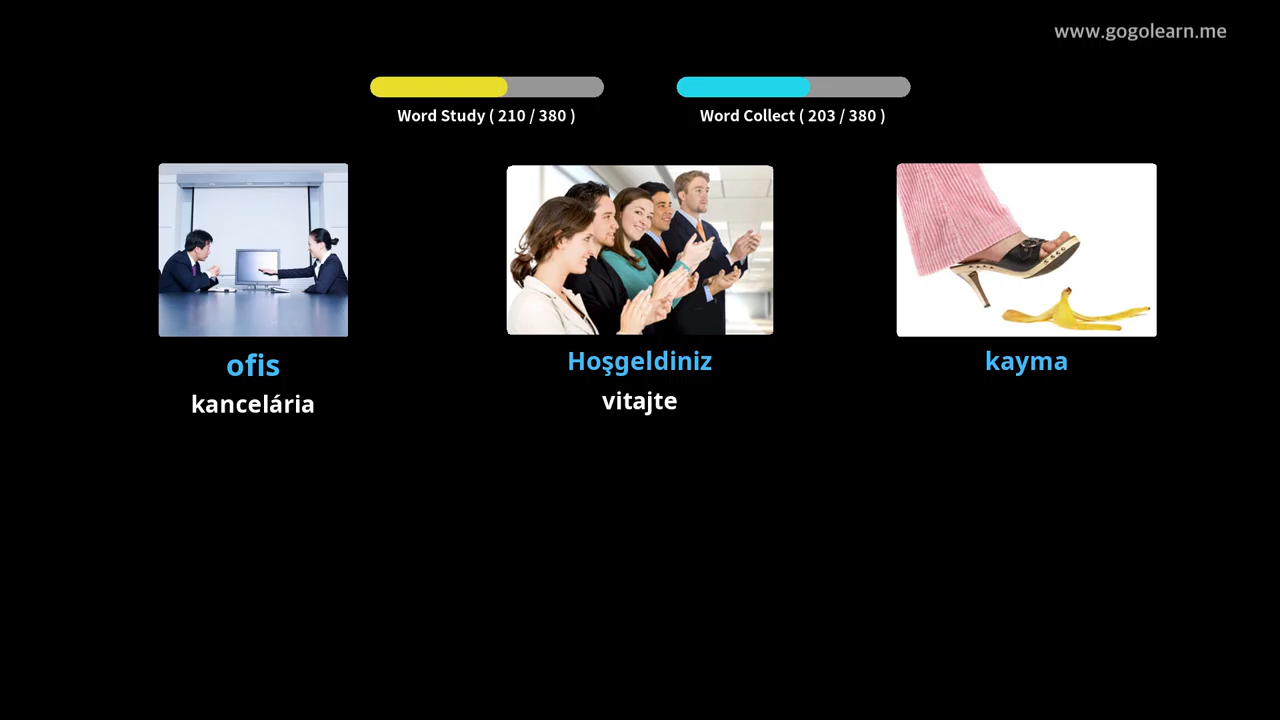 www.gogolearn.me
Word Study ( 210 / 380 )
Word Collect ( 203 / 380 )
ofis
kancelária
Hoşgeldiniz
vitajte
kayma